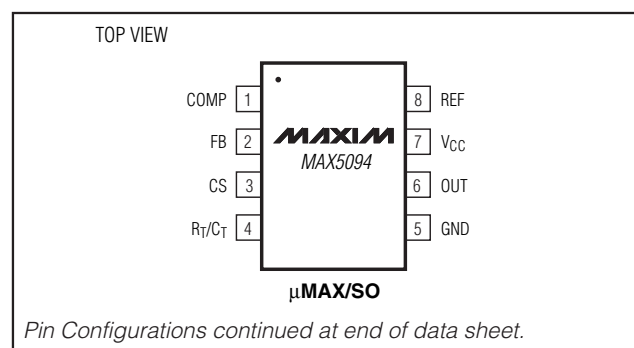 TOP VIEW
COMP 1
FB 2
CS 3
RT/CT 4
MAXIM
MAX5094
8 REF
7 VCC
6 OUT
5 GND
µMAX/SO
Pin Configurations continued at end of data sheet.